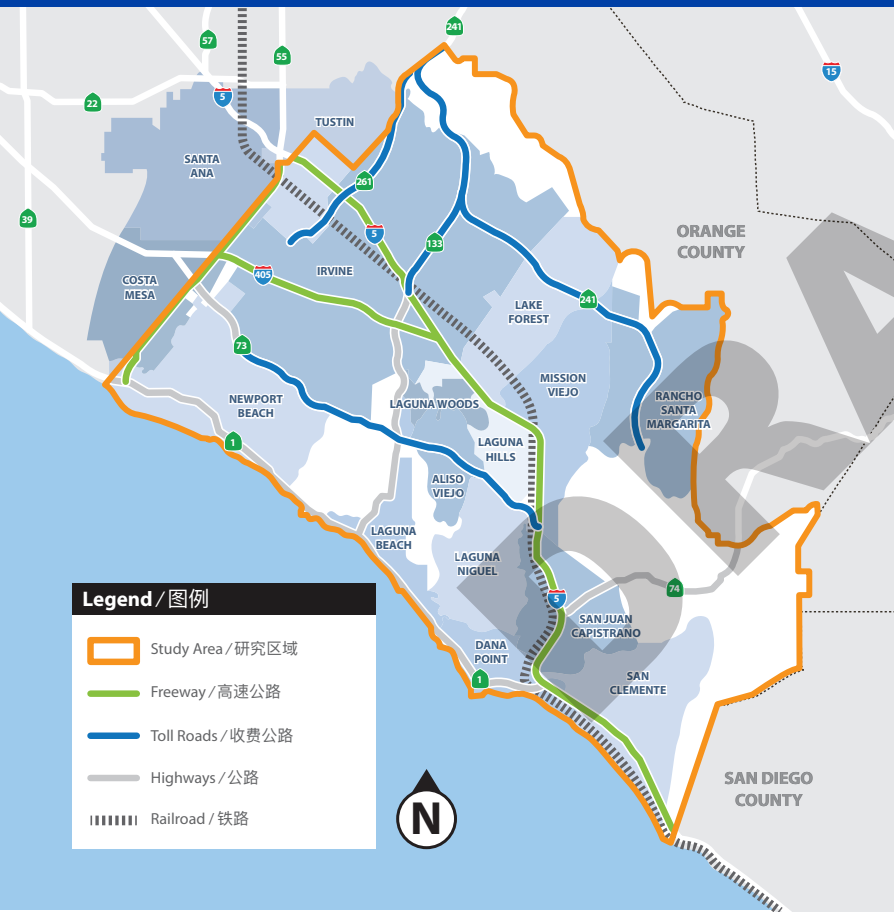 241
57
55
15
5
22
TUSTIN
SANTA
ANA
261
39
5
133
ORANGE
COUNTY
IRVINE
405
COSTA
MESA
241
LAKE
FOREST
73
MISSION
VIEJO
RANCHO
SANTA
MARGARITA
NEWPORT
BEACH
LAGUNA WOODS
1
LAGUNA
HILLS
ALISO
VIEJO
LAGUNA
BEACH
LAGUNA
NIGUEL
74
5
SAN JUAN
CAPISTRANO
DANA
POINT
1
SAN
CLEMENTE
SAN DIEGO
COUNTY
Legend / 图例
Study Area / 研究区域
Freeway / 高速公路
Toll Roads / 收费公路
Highways / 公路
Railroad / 铁路
N